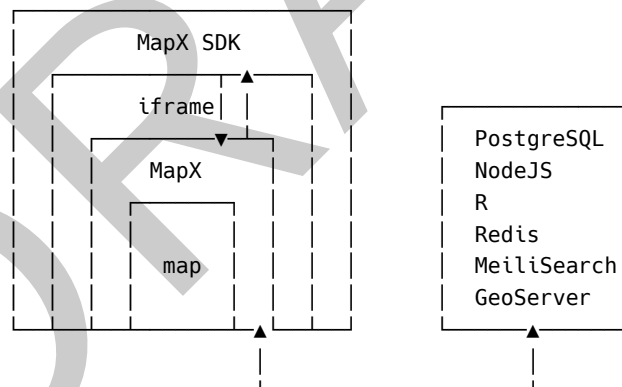 MapX SDK
iframe
MapX
map
PostgreSQL
NodeJS
R
Redis
MeiliSearch
GeoServer